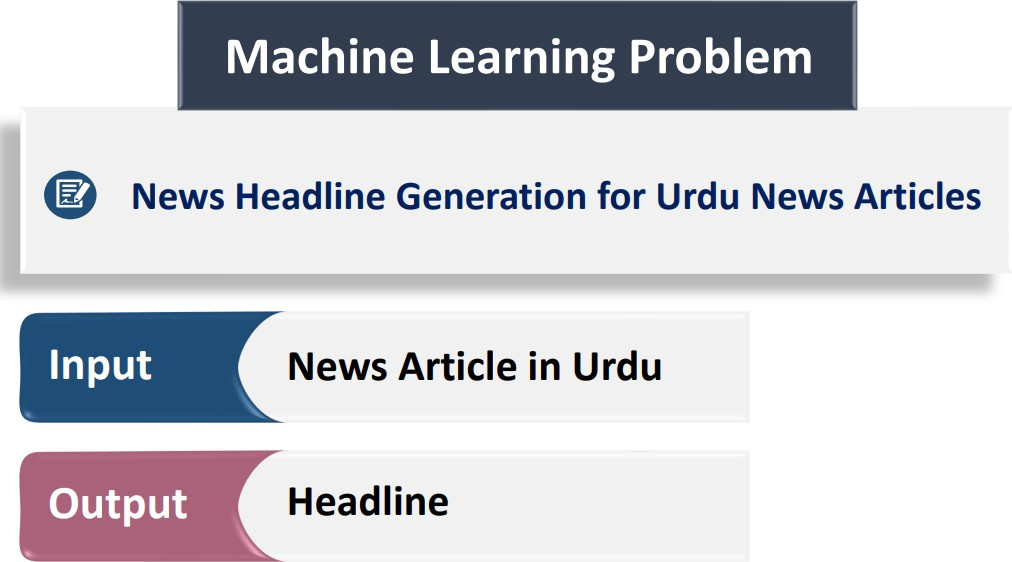 Machine Learning Problem
News Headline Generation for Urdu News Articles
Input
News Article in Urdu
Output
Headline